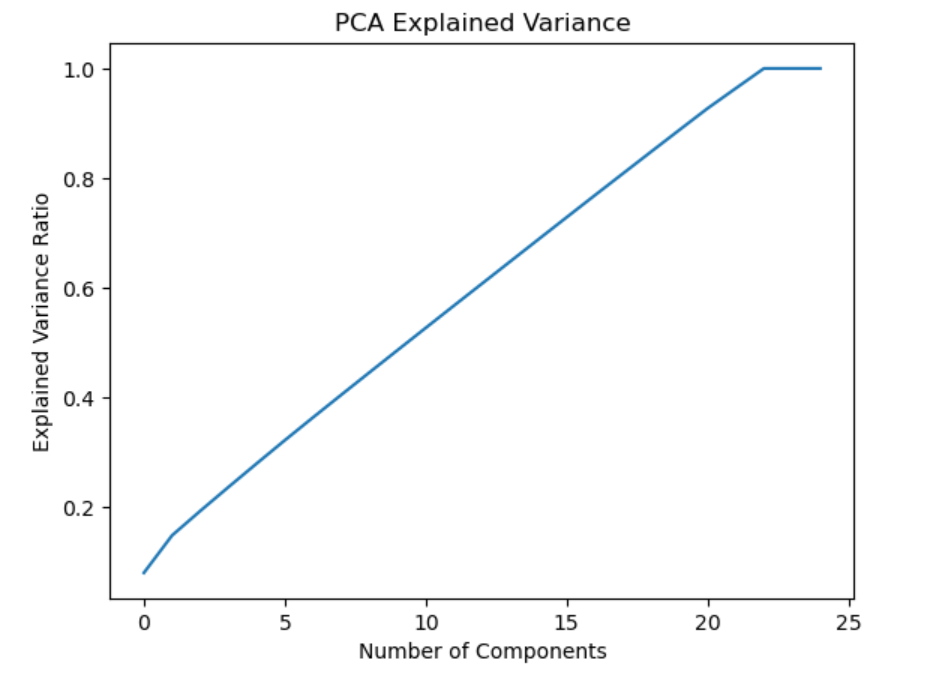 PCA Explained Variance
1.0
0.8
0.6
0.4
0.2
Explained Variance Ratio
0 5 10 15 20 25
Number of Components